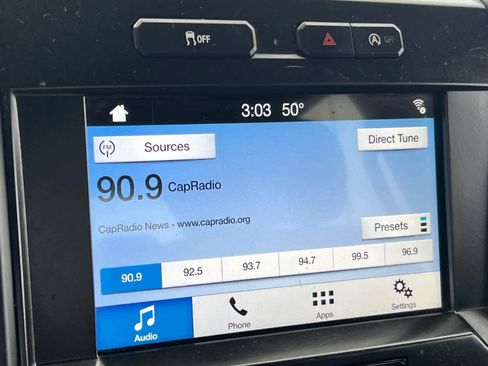 OFF
OFF
3:03 50°
FM Sources
Direct Tune
90.9 CapRadio
CapRadio News - www.capradio.org
Presets
90.9 92.5 93.7 94.7 99.5 96.9
Audio Phone Apps Settings